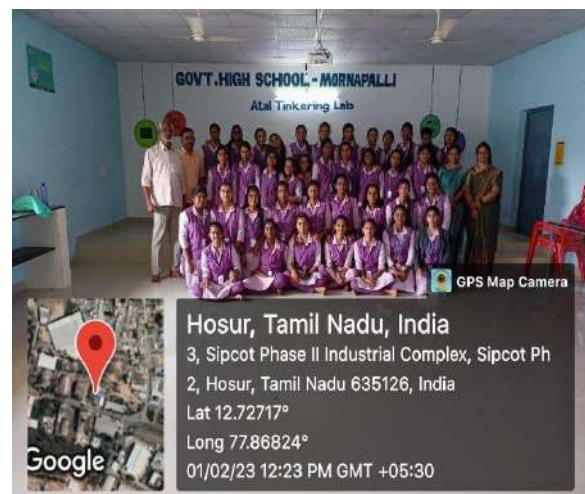 GOVT.HIGH SCHOOL - MORNAPALLI
Atal Tinkering Lab
GPS Map Camera
Hosur, Tamil Nadu, India
3, Sipcot Phase II Industrial Complex, Sipcot Ph
2, Hosur, Tamil Nadu 635126, India
Lat 12.72717°
Long 77.86824°
01/02/23 12:23 PM GMT +05:30
Google